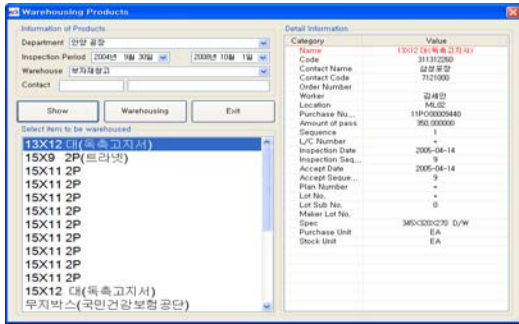 Warehousing Products
Information of Products
Department 안양 공장
Inspection Period 2004년 9월 30일 2008년 10월 1일
Warehouse 부자재창고
Contact
Show Warehousing Exit
Select Item to be warehoused
13X12 대(독촉고지서)
15X9 2P(트라넷)
15X11 2P
15X11 2P
15X11 2P
15X11 2P
15X11 2P
15X11 2P
15X11 2P
15X11 2P
15X11 2P
15X12 대(독촉고지서)
무지박스(국민건강보험공단)
Detail Information
Category Value
Name 13X12 대(독촉고지서)
Code 311312260
Contact Name 삼성포장
Contact Code 7121000
Order Number
Worker 김세민
Location ML02
Purchase Nu... 11PO00009440
Amount of pass 350,000000
Sequence 1
L/C Number -
Inspection Date 2005-04-14
Inspection Seq... 9
Accept Date 2005-04-14
Accept Seque... 9
Plan Number -
Lot No. -
Lot Sub No. 0
Maker Lot No.
Spec 345X320X270 D/W
Purchase Unit EA
Stock Unit EA